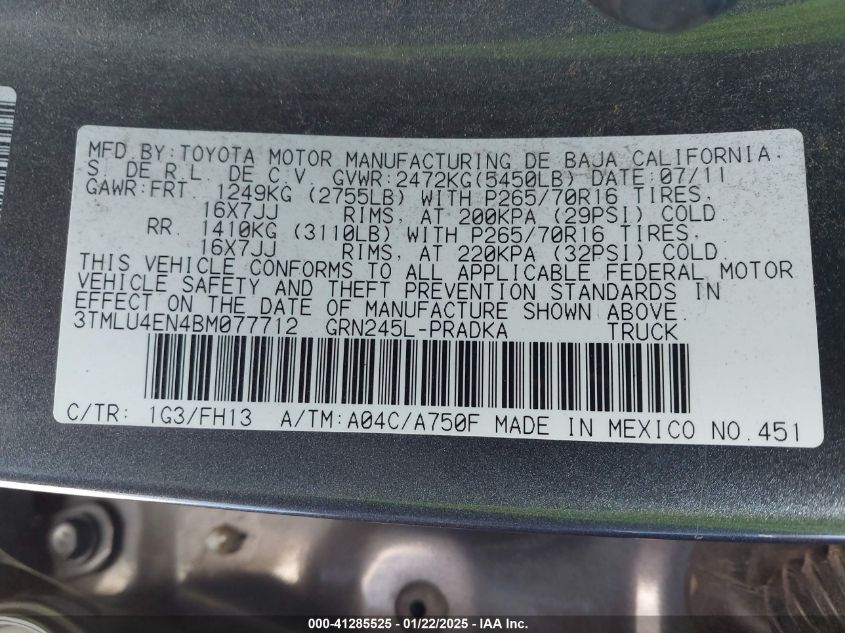 MFD.BY:TOYOTA MOTOR MANUFACTURING DE BAJA CALIFORNIA,
S. DE R.L. DE C.V. GVWR:2472KG(5450LB) DATE:07/11
GAWR:FRT. 1249KG (2755LB) WITH P265/70R16 TIRES,
16X7JJ RIMS, AT 200KPA (29PSI) COLD.
RR. 1410KG (3110LB) WITH P265/70R16 TIRES,
16X7JJ RIMS, AT 220KPA (32PSI) COLD.
THIS VEHICLE CONFORMS TO ALL APPLICABLE FEDERAL MOTOR
VEHICLE SAFETY AND THEFT PREVENTION STANDARDS IN
EFFECT ON THE DATE OF MANUFACTURE SHOWN ABOVE.
3TMLU4EN4BM077712 GRN245L-PRADKA TRUCK
C/TR: 1G3/FH13 A/TM:A04C/A750F MADE IN MEXICO NO.451
000-41285525 - 01/22/2025 - IAA Inc.